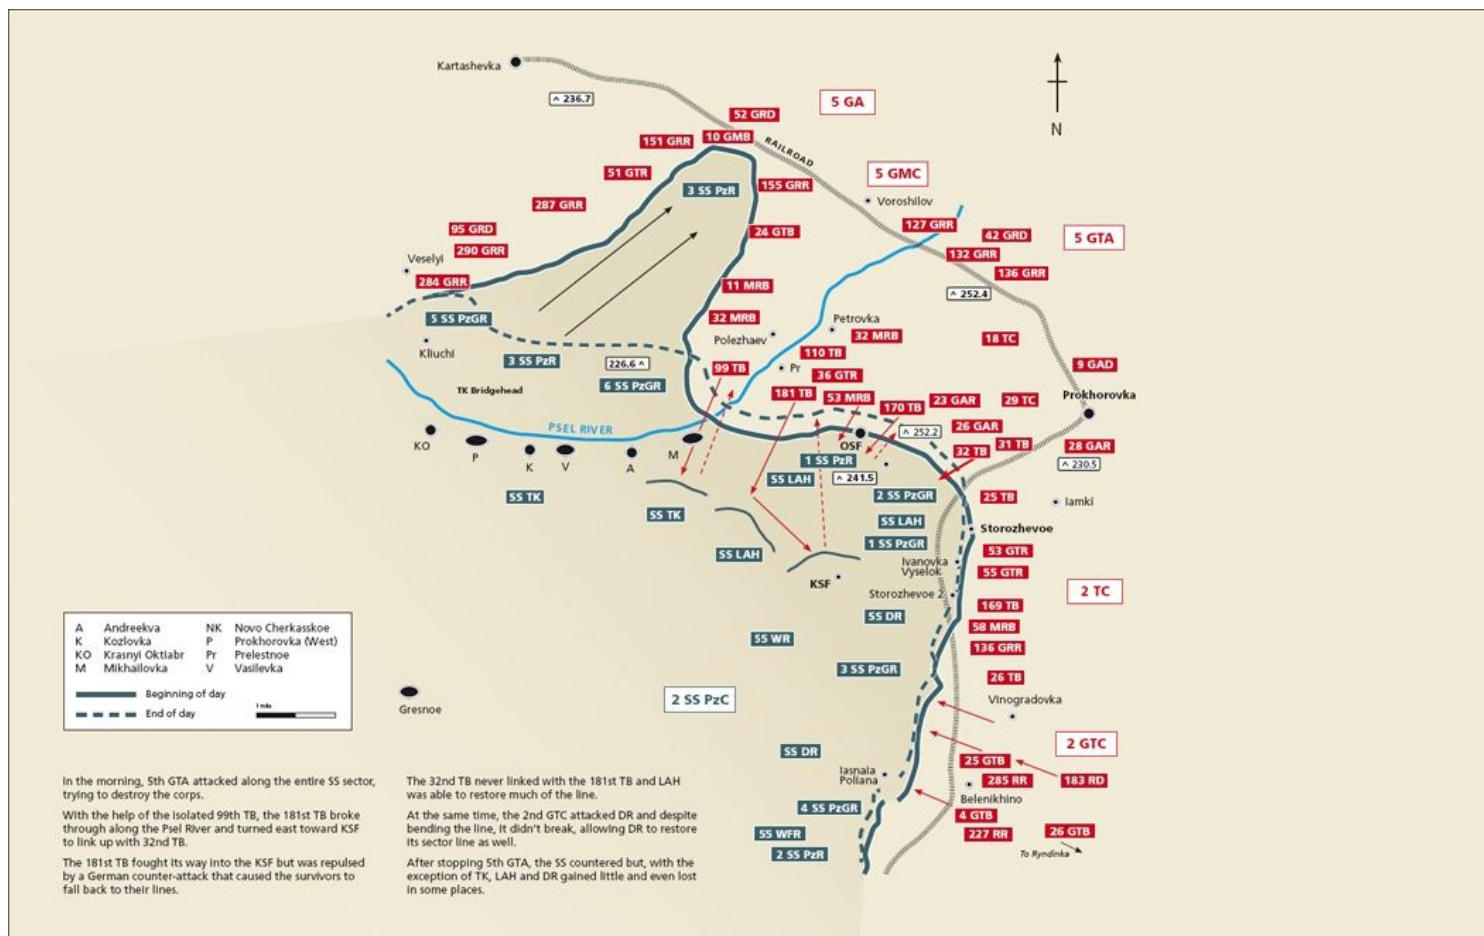 Kartashevka
^ 236.7
5 GA
52 GRD
N
151 GRR
10 GMB
RAILROAD
51 GTR
5 GMC
3 SS PzR
155 GRR
Voroshilov
287 GRR
127 GRR
95 GRD
24 GTB
42 GRD
5 GTA
290 GRR
132 GRR
Veselyi
136 GRR
284 GRR
11 MRB
^ 252.4
5 SS PzGR
32 MRB
Petrovka
Polezhaev
32 MRB
18 TC
Kliuchi
110 TB
3 SS PzR
226.6 ^
99 TB
Pr
9 GAD
36 GTR
TK Bridgehead
6 SS PzGR
181 TB
53 MRB
23 GAR
29 TC
Prokhorovka
170 TB
PSEL RIVER
26 GAR
KO
P
K
V
A
M
OSF
^ 252.2
31 TB
28 GAR
32 TB
1 SS PzR
^ 230.5
SS LAH
^ 241.5
SS TK
2 SS PzGR
25 TB
Iamki
SS TK
SS LAH
Storozhevoe
1 SS PzGR
SS LAH
53 GTR
Ivanovka
Vyselok
55 GTR
KSF
Storozhevoe 2
2 TC
169 TB
SS DR
58 MRB
SS WR
136 GRR
3 SS PzGR
26 TB
2 SS PzC
Vinogradovka
Gresnoe
2 GTC
SS DR
25 GTB
Iasnaia
Poliana
285 RR
183 RD
Belenikhino
4 SS PzGR
4 GTB
SS WFR
227 RR
26 GTB
2 SS PzR
To Ryndinka
A Andreekva NK Novo Cherkasskoe
K Kozlovka P Prokhorovka (West)
KO Krasnyi Oktiabr Pr Prelestnoe
M Mikhailovka V Vasilevka
Beginning of day
End of day
1 mile
In the morning, 5th GTA attacked along the entire SS sector,
trying to destroy the corps.
With the help of the isolated 99th TB, the 181st TB broke
through along the Psel River and turned east toward KSF
to link up with 32nd TB.
The 181st TB fought its way into the KSF but was repulsed
by a German counter-attack that caused the survivors to
fall back to their lines.
The 32nd TB never linked with the 181st TB and LAH
was able to restore much of the line.
At the same time, the 2nd GTC attacked DR and despite
bending the line, it didn't break, allowing DR to restore
its sector line as well.
After stopping 5th GTA, the SS countered but, with the
exception of TK, LAH and DR gained little and even lost
in some places.